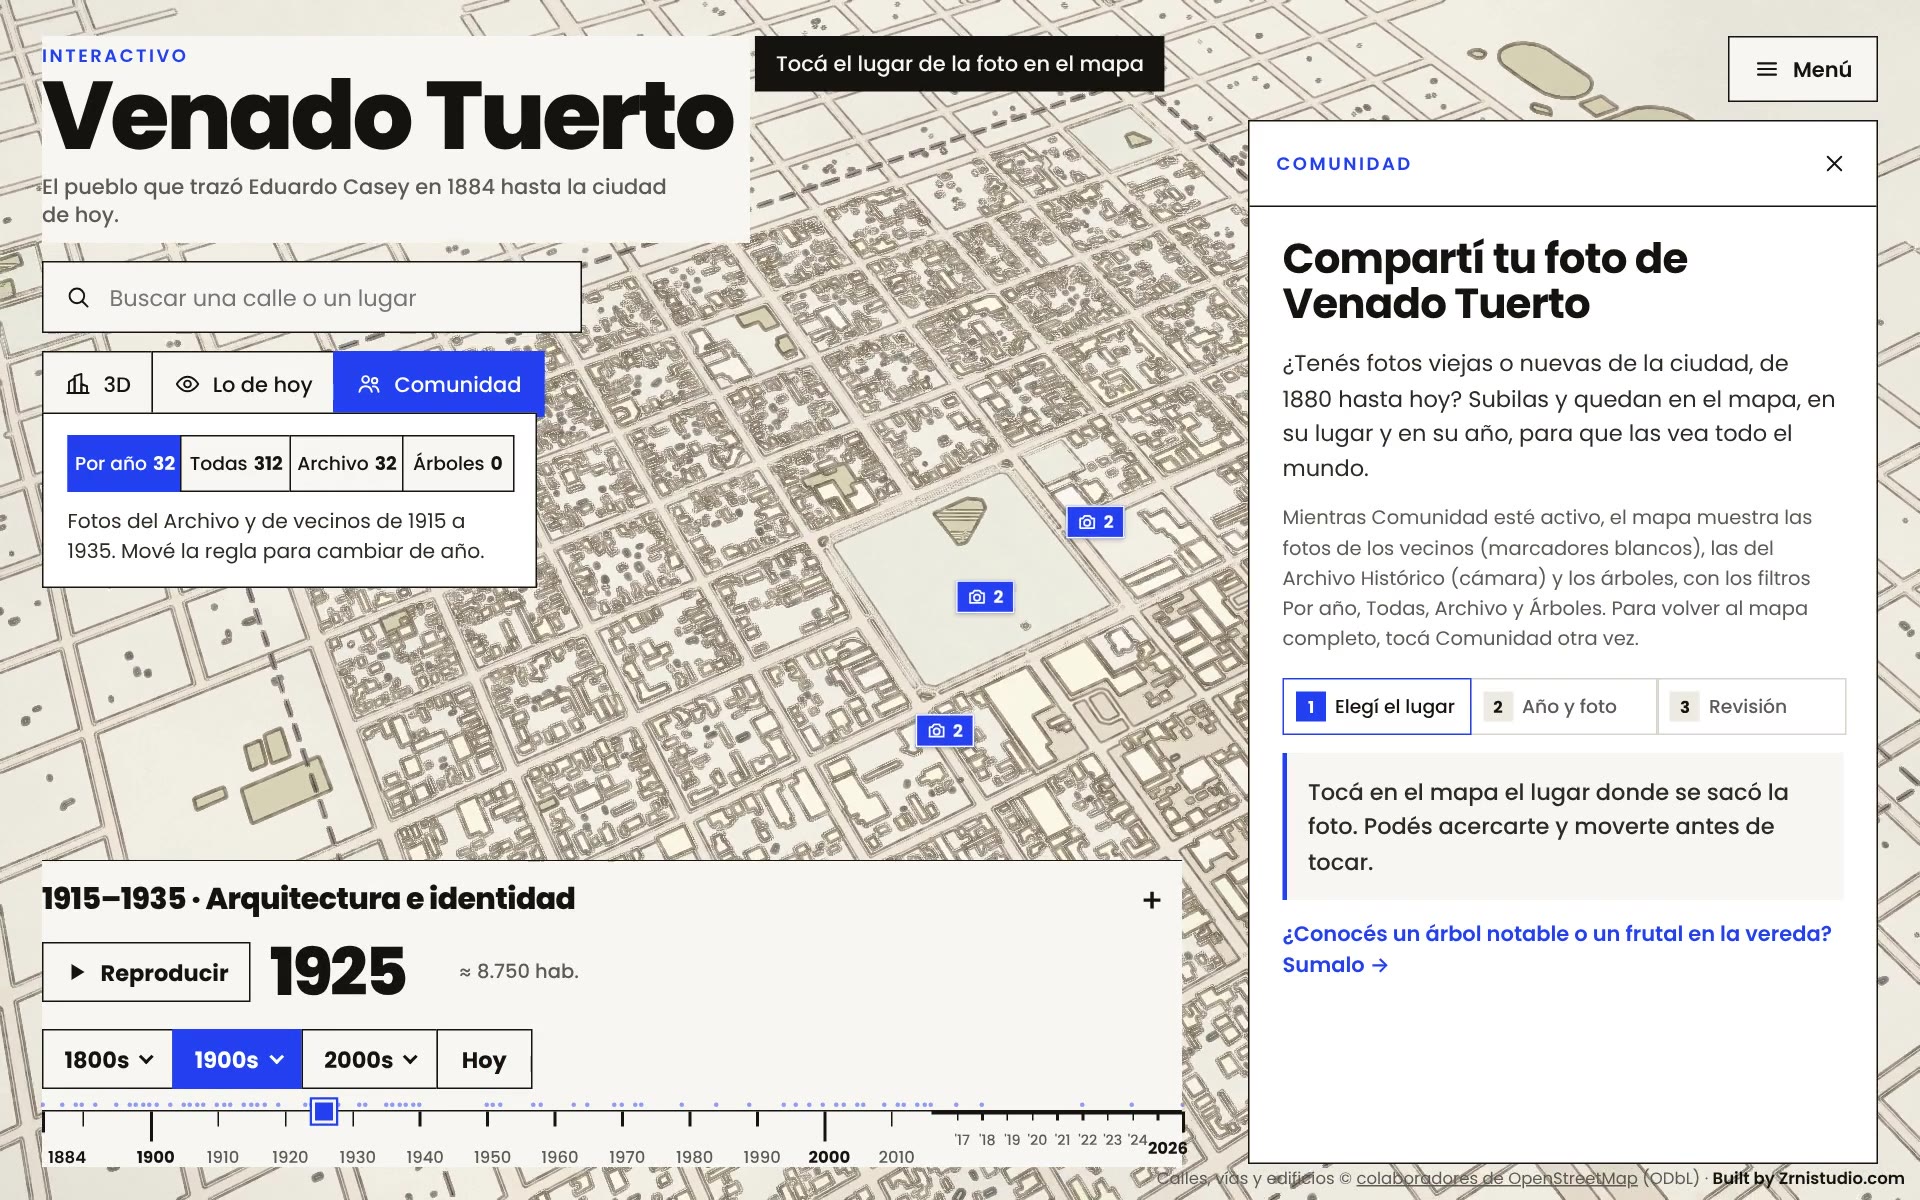 INTERACTIVO
Venado Tuerto
El pueblo que trazó Eduardo Casey en 1884 hasta la ciudad
de hoy.
Tocá el lugar de la foto en el mapa
Menú
Buscar una calle o un lugar
3D
Lo de hoy
Comunidad
Por año 32
Todas 312
Archivo 32
Árboles 0
Fotos del Archivo y de vecinos de 1915 a
1935. Mové la regla para cambiar de año.
2
2
2
COMUNIDAD
Compartí tu foto de
Venado Tuerto
¿Tenés fotos viejas o nuevas de la ciudad, de
1880 hasta hoy? Subilas y quedan en el mapa, en
su lugar y en su año, para que las vea todo el
mundo.
Mientras Comunidad esté activo, el mapa muestra las
fotos de los vecinos (marcadores blancos), las del
Archivo Histórico (cámara) y los árboles, con los filtros
Por año, Todas, Archivo y Árboles. Para volver al mapa
completo, tocá Comunidad otra vez.
1 Elegí el lugar
2 Año y foto
3 Revisión
Tocá en el mapa el lugar donde se sacó la
foto. Podés acercarte y moverte antes de
tocar.
¿Conocés un árbol notable o un frutal en la vereda?
Sumalo →
1915–1935 · Arquitectura e identidad
+
Reproducir
1925
≈ 8.750 hab.
1800s
1900s
2000s
Hoy
1884 1900 1910 1920 1930 1940 1950 1960 1970 1980 1990 2000 2010 '17 '18 '19 '20 '21 '22 '23 '24 2026
Calles, vías y edificios © colaboradores de OpenStreetMap (ODbL) · Built by Zrnistudio.com